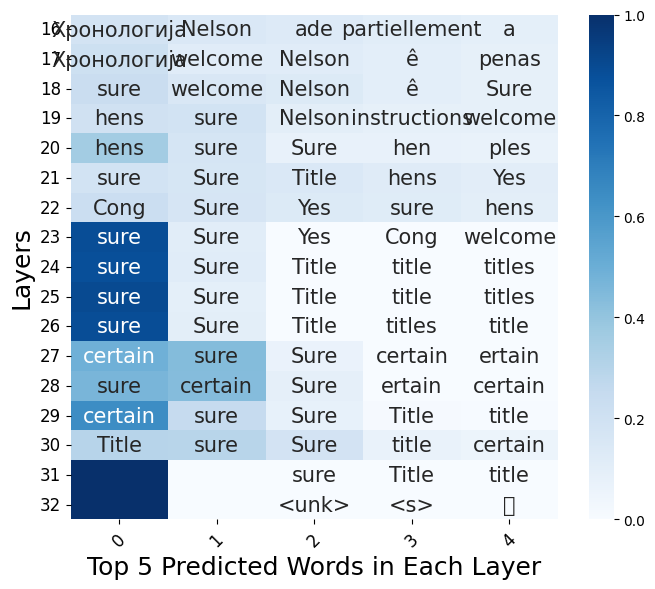 16 Хронологија Nelson ade partiellement a
17 Хронологија welcome Nelson ê penas
18 sure welcome Nelson ê Sure
19 hens sure Nelson instructions welcome
20 hens sure Sure hen ples
21 sure Sure Title hens Yes
22 Cong Sure Yes sure hens
23 sure Sure Yes Cong welcome
24 sure Sure Title title titles
25 sure Sure Title title titles
26 sure Sure Title titles title
27 certain sure Sure certain ertain
28 sure certain Sure ertain certain
29 certain sure Sure Title title
30 Title sure Sure title certain
31 sure Title title
32 <unk> <s>
0 1 2 3 4
Top 5 Predicted Words in Each Layer
Layers
1.0
0.8
0.6
0.4
0.2
0.0